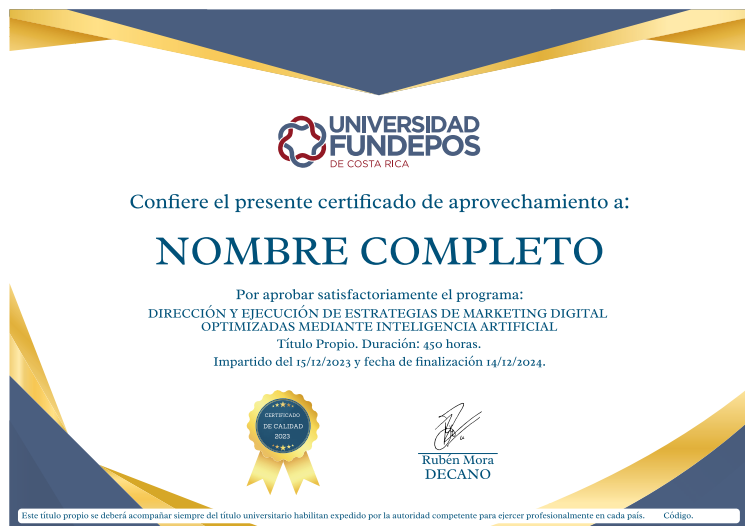 UNIVERSIDAD
FUNDEPOS
DE COSTA RICA
Confiere el presente certificado de aprovechamiento a:
NOMBRE COMPLETO
Por aprobar satisfactoriamente el programa:
DIRECCIÓN Y EJECUCIÓN DE ESTRATEGIAS DE MARKETING DIGITAL
OPTIMIZADAS MEDIANTE INTELIGENCIA ARTIFICIAL
Título Propio. Duración: 450 horas.
Impartido del 15/12/2023 y fecha de finalización 14/12/2024.
CERTIFICADO
DE CALIDAD
2023
Rubén Mora
DECANO
Este titulo propio se deberá acompañar siempre del título universitario habilitan expedido por la autoridad competente para ejercer profesionalmente en cada país. Código.